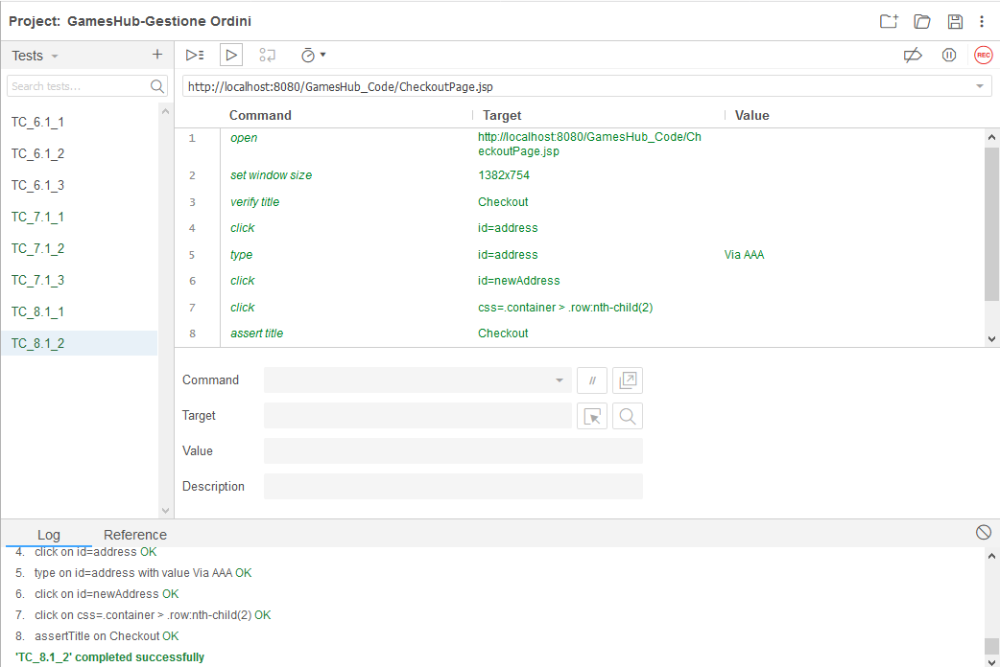 Project: GamesHub-Gestione Ordini
Tests
+
REC
Search tests...
http://localhost:8080/GamesHub_Code/CheckoutPage.jsp
TC_6.1_1
TC_6.1_2
TC_6.1_3
TC_7.1_1
TC_7.1_2
TC_7.1_3
TC_8.1_1
TC_8.1_2
Command Target Value
1 open http://localhost:8080/GamesHub_Code/Ch
eckoutPage.jsp
2 set window size 1382x754
3 verify title Checkout
4 click id=address
5 type id=address Via AAA
6 click id=newAddress
7 click css=.container > .row:nth-child(2)
8 assert title Checkout
Command //
Target
Value
Description
Log Reference
4. click on id=address OK
5. type on id=address with value Via AAA OK
6. click on id=newAddress OK
7. click on css=.container > .row:nth-child(2) OK
8. assertTitle on Checkout OK
'TC_8.1_2' completed successfully